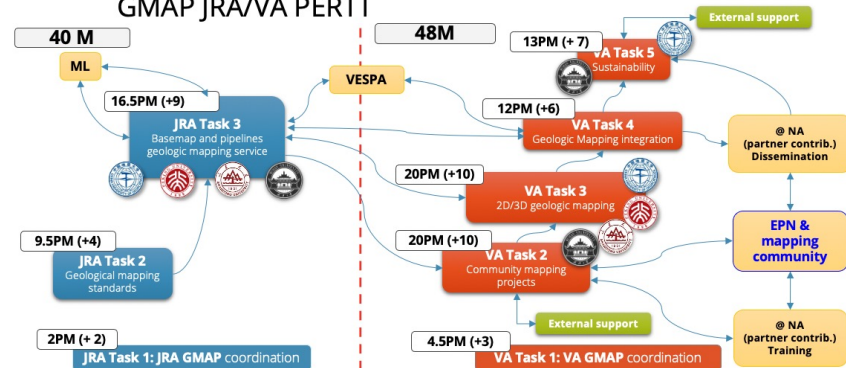 GMAP JRA/VA PERT
40 M
48M
External support
13PM (+ 7)
VA Task 5
Sustainability
ML
VESPA
16.5PM (+9)
JRA Task 3
Basemap and pipelines
geologic mapping service
12PM (+6)
VA Task 4
Geologic Mapping integration
@ NA
(partner contrib.)
Dissemination
20PM (+10)
VA Task 3
2D/3D geologic mapping
9.5PM (+4)
JRA Task 2
Geological mapping
standards
20PM (+10)
VA Task 2
Community mapping
projects
EPN &
mapping
community
External support
@ NA
(partner contrib.)
Training
2PM (+ 2)
JRA Task 1: JRA GMAP coordination
4.5PM (+3)
VA Task 1: VA GMAP coordination